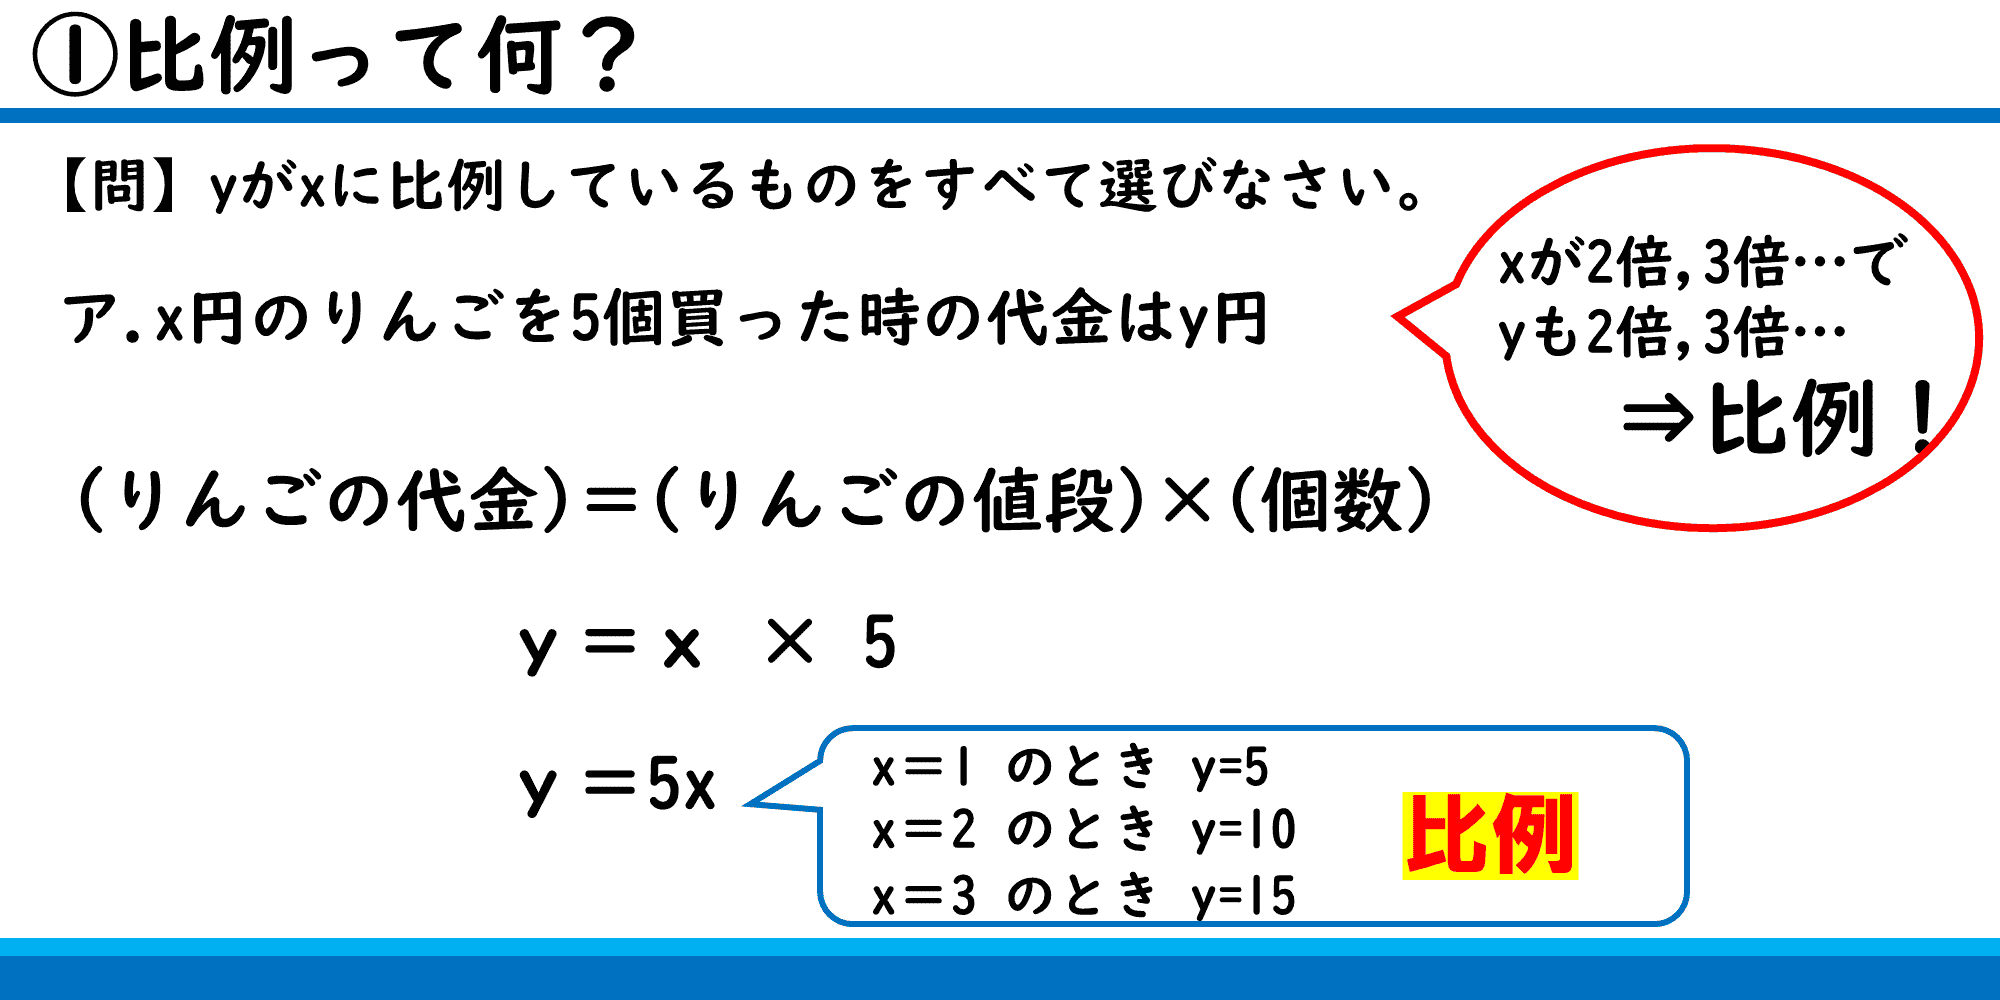 ①比例って何？
【問】yがxに比例しているものをすべて選びなさい。
ア.x円のりんごを5個買った時の代金はy円
xが2倍,3倍…で
yも2倍,3倍…
⇒比例！
(りんごの代金)＝(りんごの値段)×(個数)
y＝x × 5
y＝5x
x＝1 のとき y=5
x＝2 のとき y=10
x＝3 のとき y=15
比例